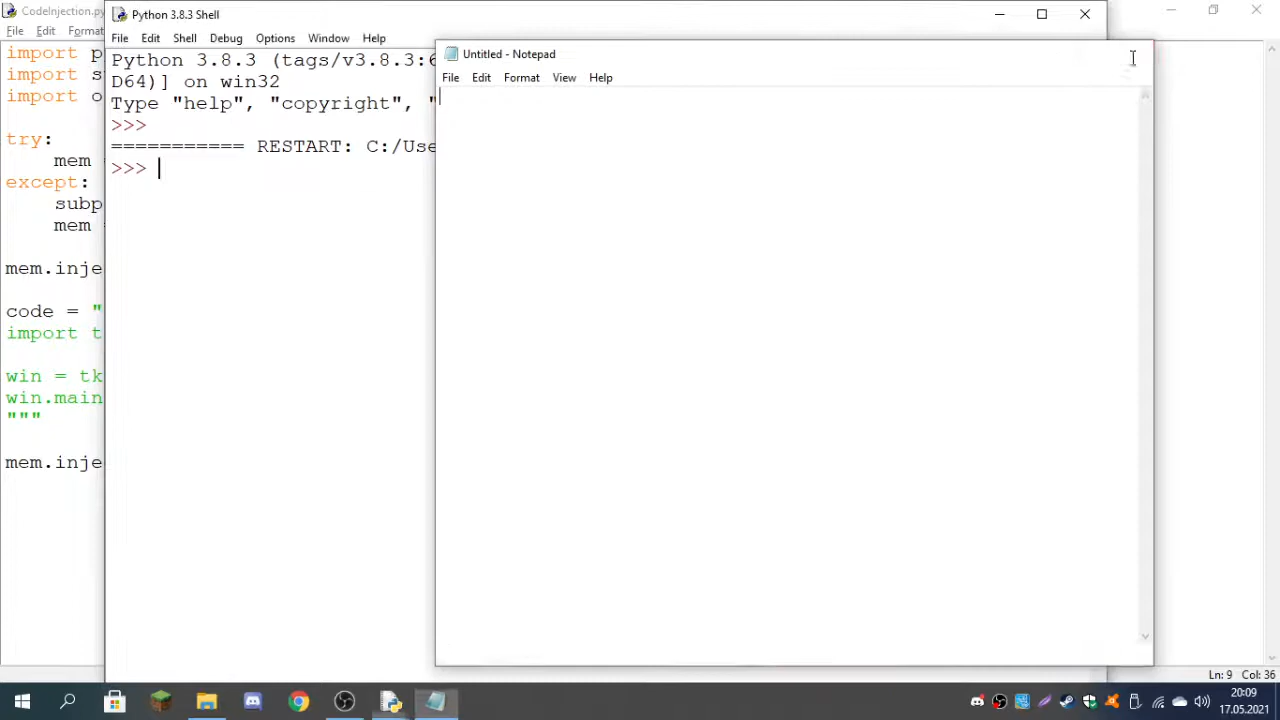 CodeInjection.py
File Edit Format
import p
import s
import o
try:
mem =
except:
subp
mem =
mem.inje
code = "
import t
win = tk
win.main
"""
mem.inje
Python 3.8.3 Shell
File Edit Shell Debug Options Window Help
Python 3.8.3 (tags/v3.8.3:6
D64)] on win32
Type "help", "copyright", "
>>>
=========== RESTART: C:/Use
>>>
Untitled - Notepad
File Edit Format View Help
Ln: 9 Col: 36
20:09
17.05.2021